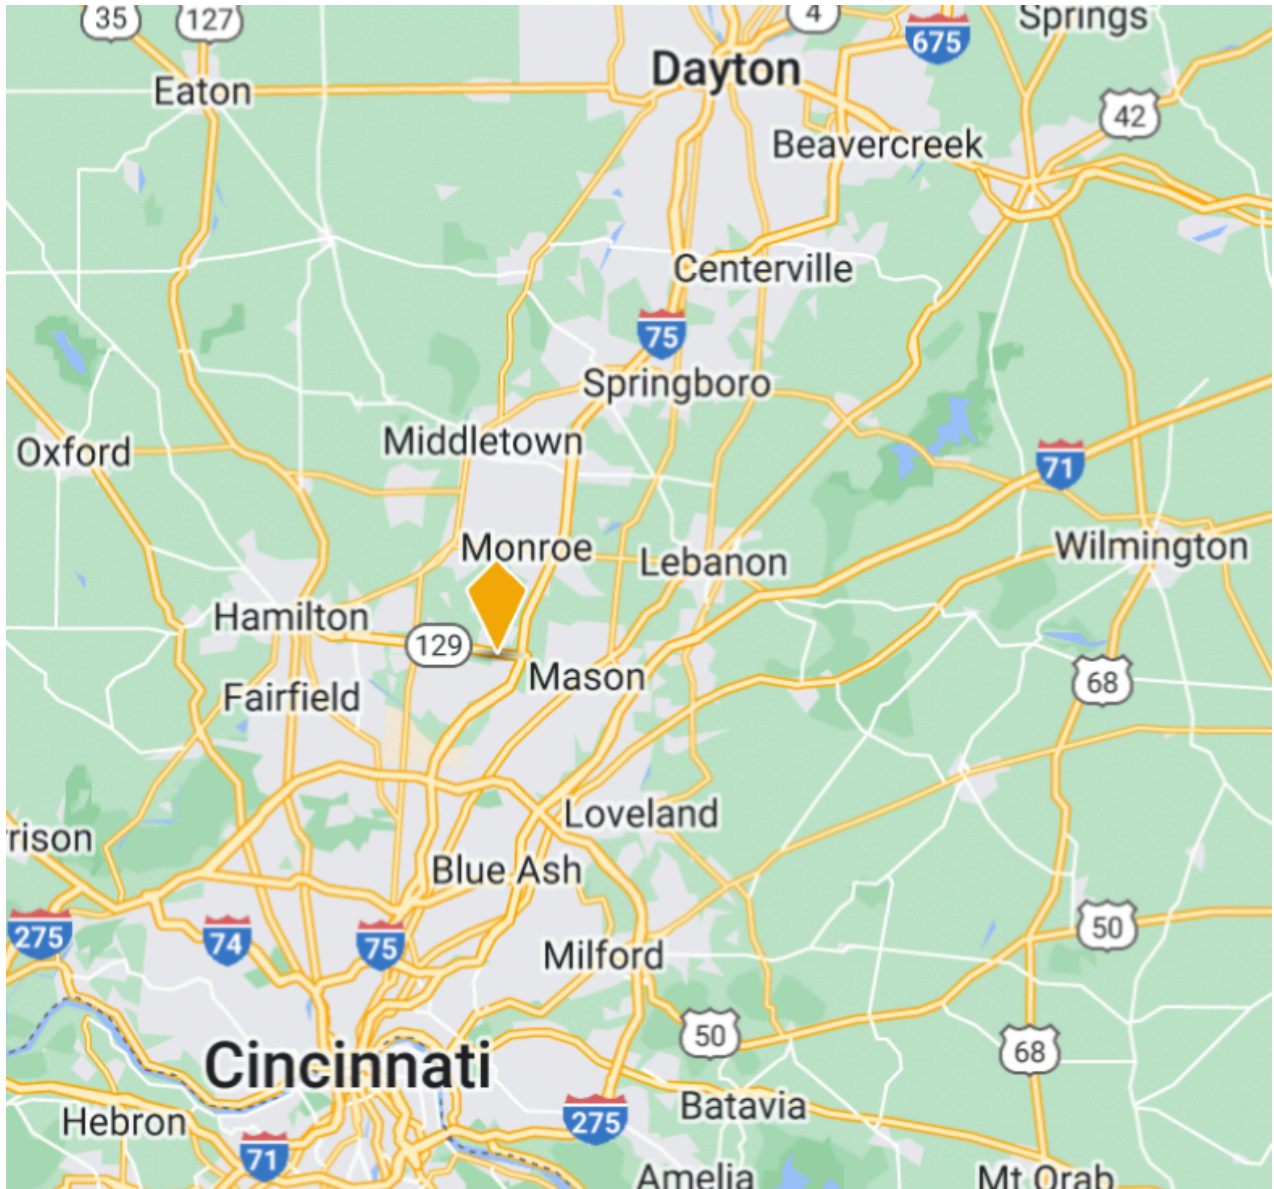 35
127
4
Springs
675
Dayton
Eaton
42
Beavercreek
Centerville
75
Springboro
Middletown
Oxford
71
Monroe
Lebanon
Wilmington
Hamilton
129
Mason
68
Fairfield
Loveland
rison
Blue Ash
275
74
75
50
Milford
50
68
Cincinnati
Batavia
275
Hebron
71
Amelia
Mt Orab